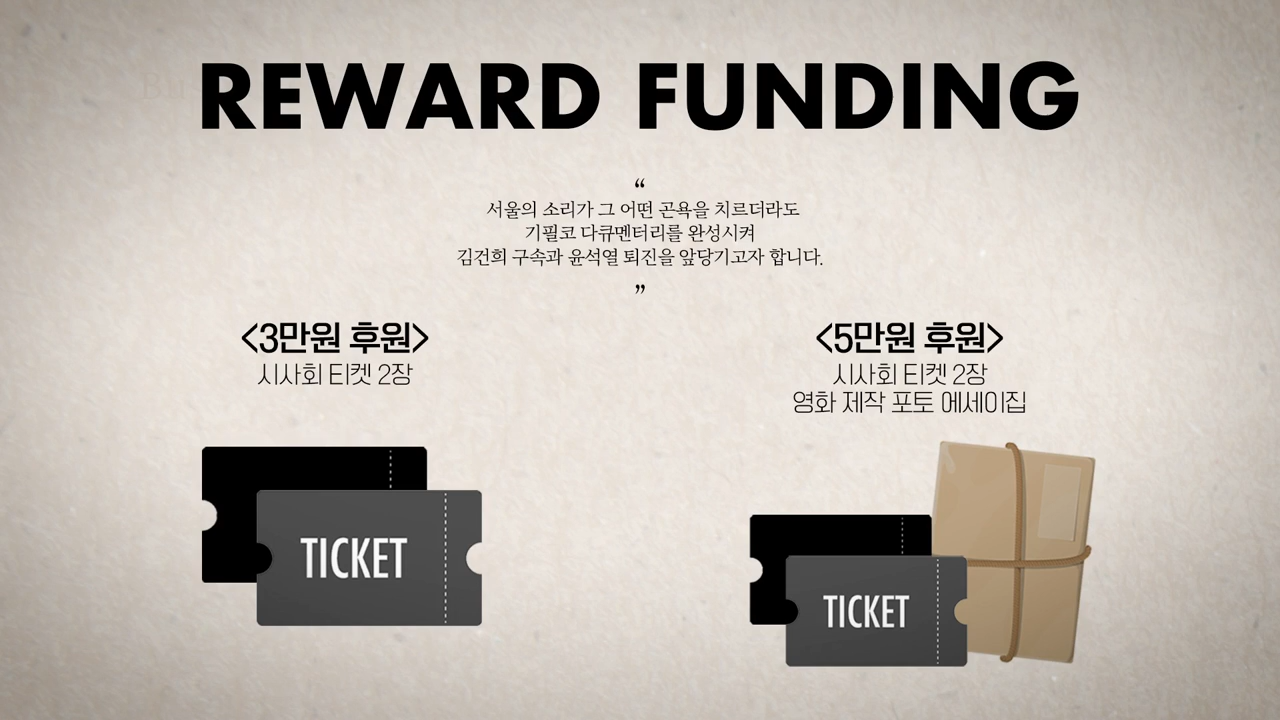 REWARD FUNDING
“
서울의 소리가 그 어떤 곤욕을 치르더라도
기필코 다큐멘터리를 완성시켜
김건희 구속과 윤석열 퇴진을 앞당기고자 합니다.
”
<3만원 후원>
시사회 티켓 2장
TICKET
<5만원 후원>
시사회 티켓 2장
영화 제작 포토 에세이집
TICKET